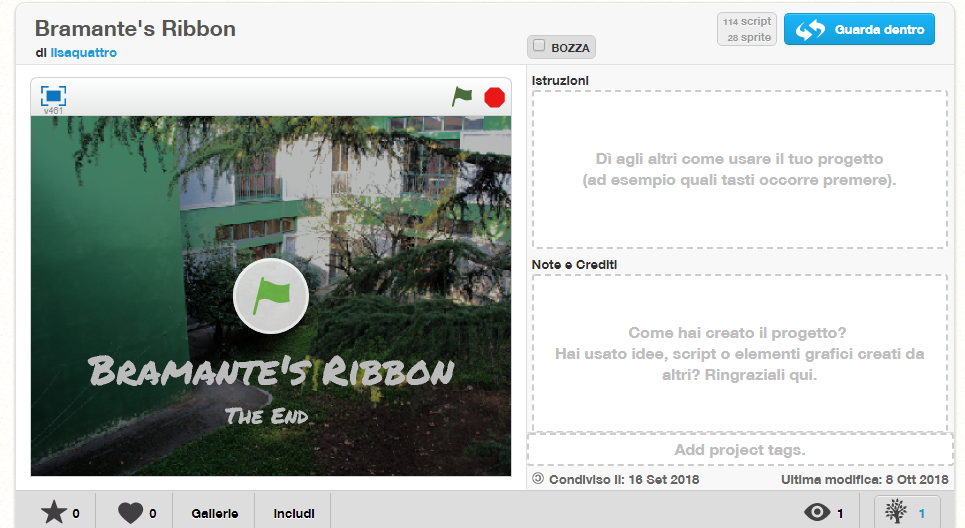 Bramante's Ribbon
di lisaquattro
BOZZA
114 script
28 sprite
Guarda dentro
v461
Bramante's Ribbon
The End
Istruzioni
Dì agli altri come usare il tuo progetto
(ad esempio quali tasti occorre premere).
Note e Crediti
Come hai creato il progetto?
Hai usato idee, script o elementi grafici creati da
altri? Ringraziali qui.
Add project tags.
Condiviso il: 16 Set 2018
Ultima modifica: 8 Ott 2018
0
0
Gallerie
Includi
1
1